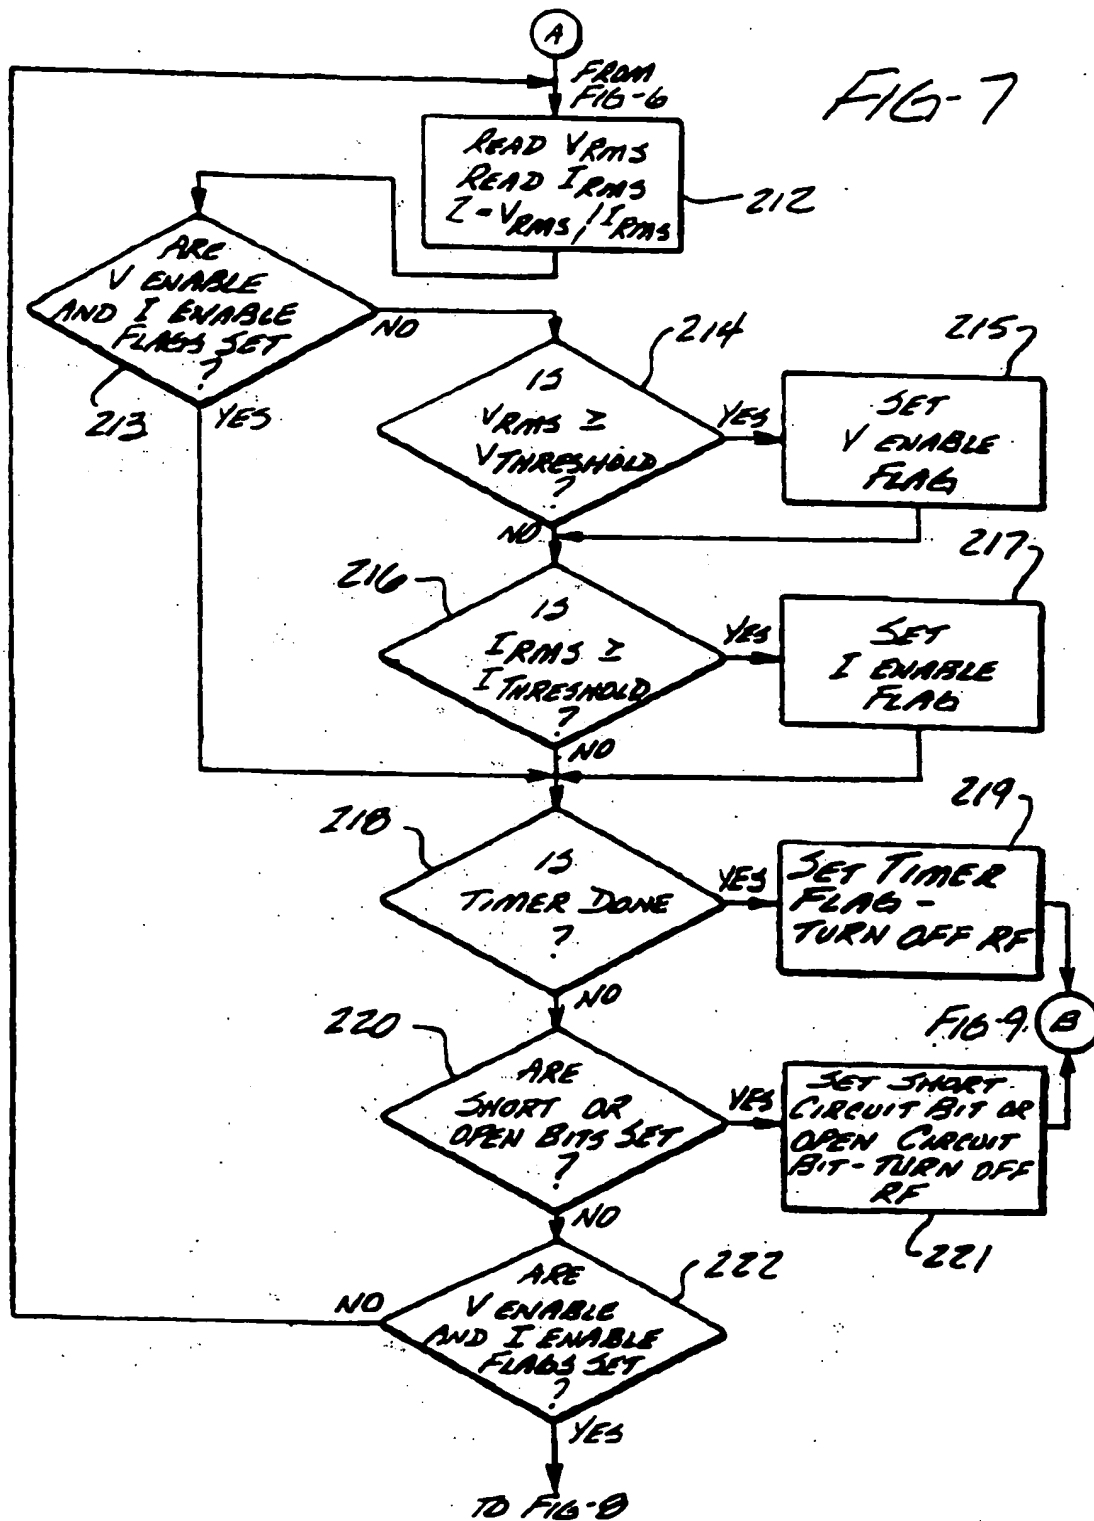 A
FROM
FIG-6
FIG-7
READ VRMS
READ IRMS
Z=VRMS/IRMS
212
ARE
V ENABLE
AND I ENABLE
FLAGS SET
?
NO
213
YES
214
IS
VRMS ≥
VTHRESHOLD
?
YES
NO
215
SET
V ENABLE
FLAG
216
IS
IRMS ≥
ITHRESHOLD
?
YES
NO
217
SET
I ENABLE
FLAG
218
IS
TIMER DONE
?
YES
NO
219
SET TIMER
FLAG-
TURN OFF RF
FIG-9
B
220
ARE
SHORT OR
OPEN BITS SET
?
YES
NO
SET SHORT
CIRCUIT BIT OR
OPEN CIRCUIT
BIT-TURN OFF
RF
221
222
ARE
V ENABLE
AND I ENABLE
FLAGS SET
?
NO
YES
TO FIG-8